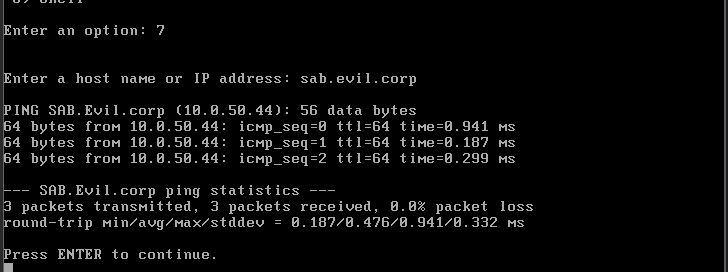 Enter an option: 7
Enter a host name or IP address: sab.evil.corp
PING SAB.Evil.corp (10.0.50.44): 56 data bytes
64 bytes from 10.0.50.44: icmp_seq=0 ttl=64 time=0.941 ms
64 bytes from 10.0.50.44: icmp_seq=1 ttl=64 time=0.187 ms
64 bytes from 10.0.50.44: icmp_seq=2 ttl=64 time=0.299 ms
--- SAB.Evil.corp ping statistics ---
3 packets transmitted, 3 packets received, 0.0% packet loss
round-trip min/avg/max/stddev = 0.187/0.476/0.941/0.332 ms
Press ENTER to continue.